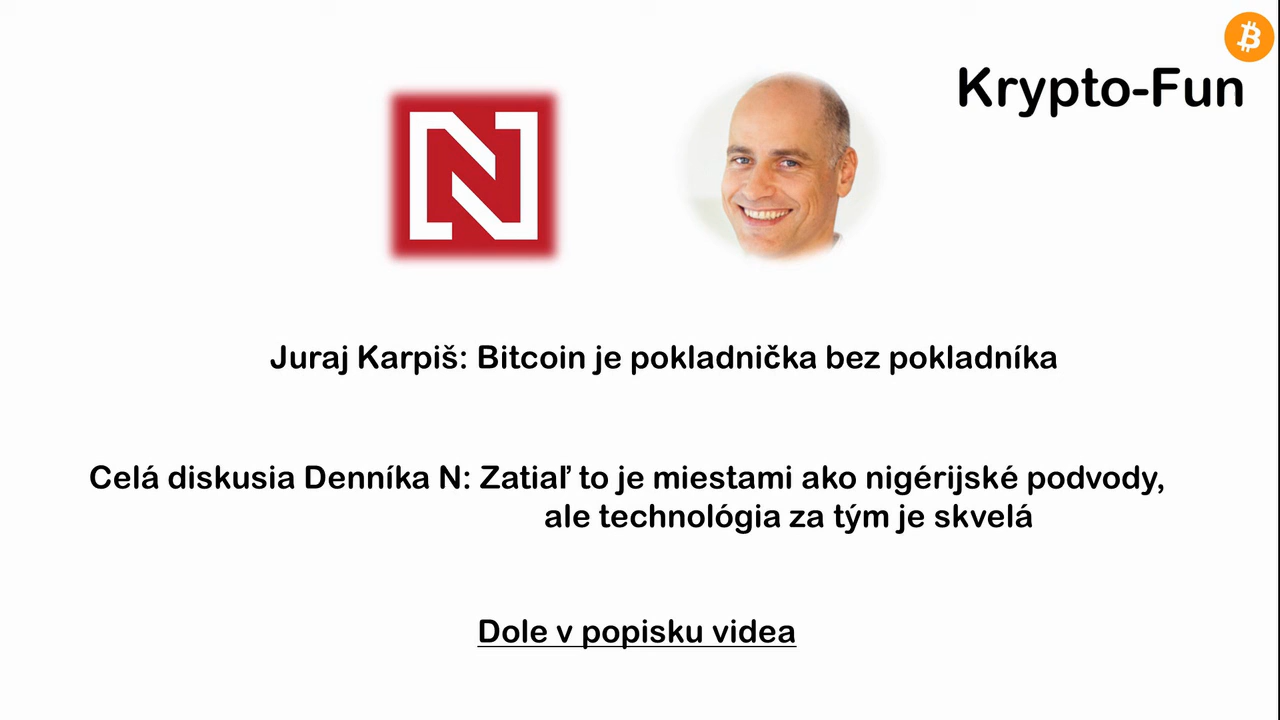 Krypto-Fun
Juraj Karpiš: Bitcoin je pokladnička bez pokladníka
Celá diskusia Denníka N: Zatiaľ to je miestami ako nigérijské podvody,
ale technológia za tým je skvelá
Dole v popisku videa